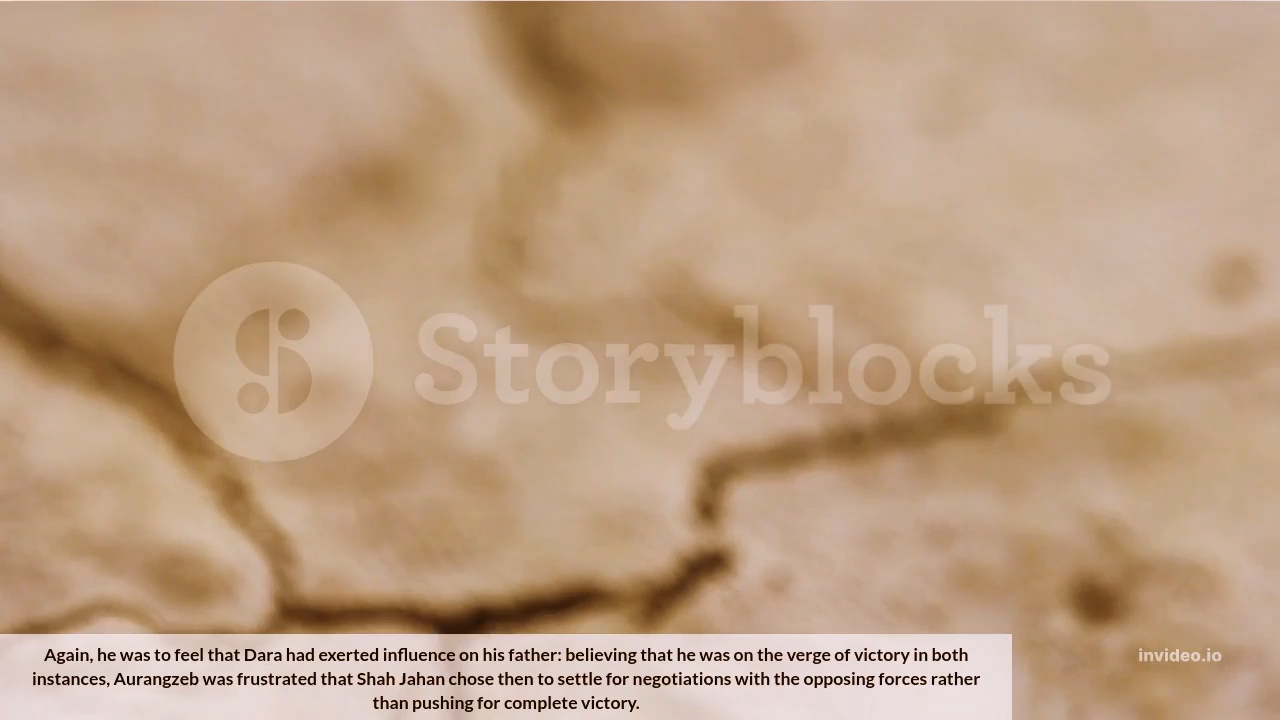 Storyblocks
Again, he was to feel that Dara had exerted influence on his father: believing that he was on the verge of victory in both
instances, Aurangzeb was frustrated that Shah Jahan chose then to settle for negotiations with the opposing forces rather
than pushing for complete victory.
invideo.io